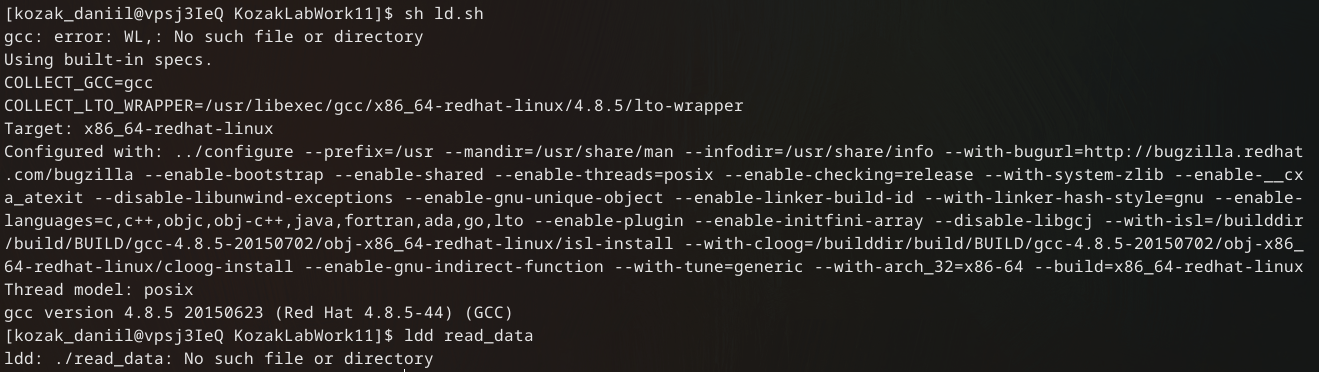 [kozak_daniil@vpsj3IeQ KozakLabWork11]$ sh ld.sh
gcc: error: WL,: No such file or directory
Using built-in specs.
COLLECT_GCC=gcc
COLLECT_LTO_WRAPPER=/usr/libexec/gcc/x86_64-redhat-linux/4.8.5/lto-wrapper
Target: x86_64-redhat-linux
Configured with: ../configure --prefix=/usr --mandir=/usr/share/man --infodir=/usr/share/info --with-bugurl=http://bugzilla.redhat
.com/bugzilla --enable-bootstrap --enable-shared --enable-threads=posix --enable-checking=release --with-system-zlib --enable-__cx
a_atexit --disable-libunwind-exceptions --enable-gnu-unique-object --enable-linker-build-id --with-linker-hash-style=gnu --enable-
languages=c,c++,objc,obj-c++,java,fortran,ada,go,lto --enable-plugin --enable-initfini-array --disable-libgcj --with-isl=/builddir
/build/BUILD/gcc-4.8.5-20150702/obj-x86_64-redhat-linux/isl-install --with-cloog=/builddir/build/BUILD/gcc-4.8.5-20150702/obj-x86_
64-redhat-linux/cloog-install --enable-gnu-indirect-function --with-tune=generic --with-arch_32=x86-64 --build=x86_64-redhat-linux
Thread model: posix
gcc version 4.8.5 20150623 (Red Hat 4.8.5-44) (GCC)
[kozak_daniil@vpsj3IeQ KozakLabWork11]$ ldd read_data
ldd: ./read_data: No such file or directory